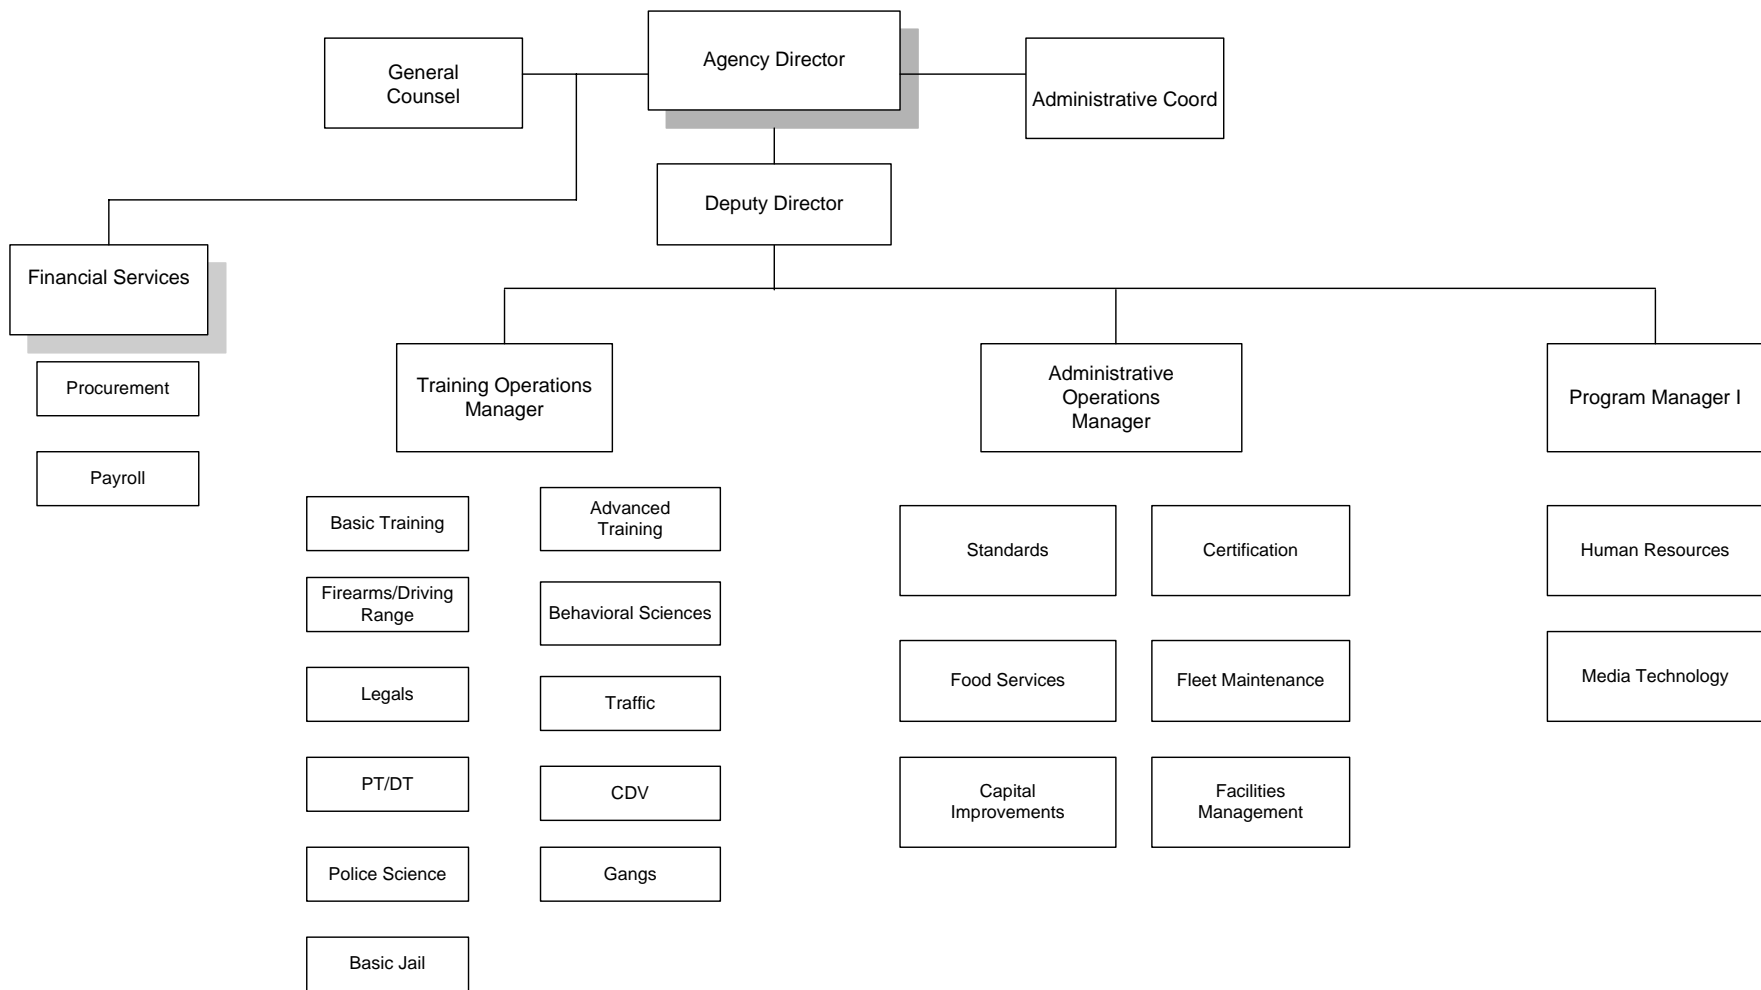 Agency Director
General
Counsel
Administrative Coord
Deputy Director
Financial Services
Procurement
Payroll
Training Operations
Manager
Administrative
Operations
Manager
Program Manager I
Basic Training
Firearms/Driving
Range
Legals
PT/DT
Police Science
Basic Jail
Advanced
Training
Behavioral Sciences
Traffic
CDV
Gangs
Standards
Certification
Food Services
Fleet Maintenance
Capital
Improvements
Facilities
Management
Human Resources
Media Technology